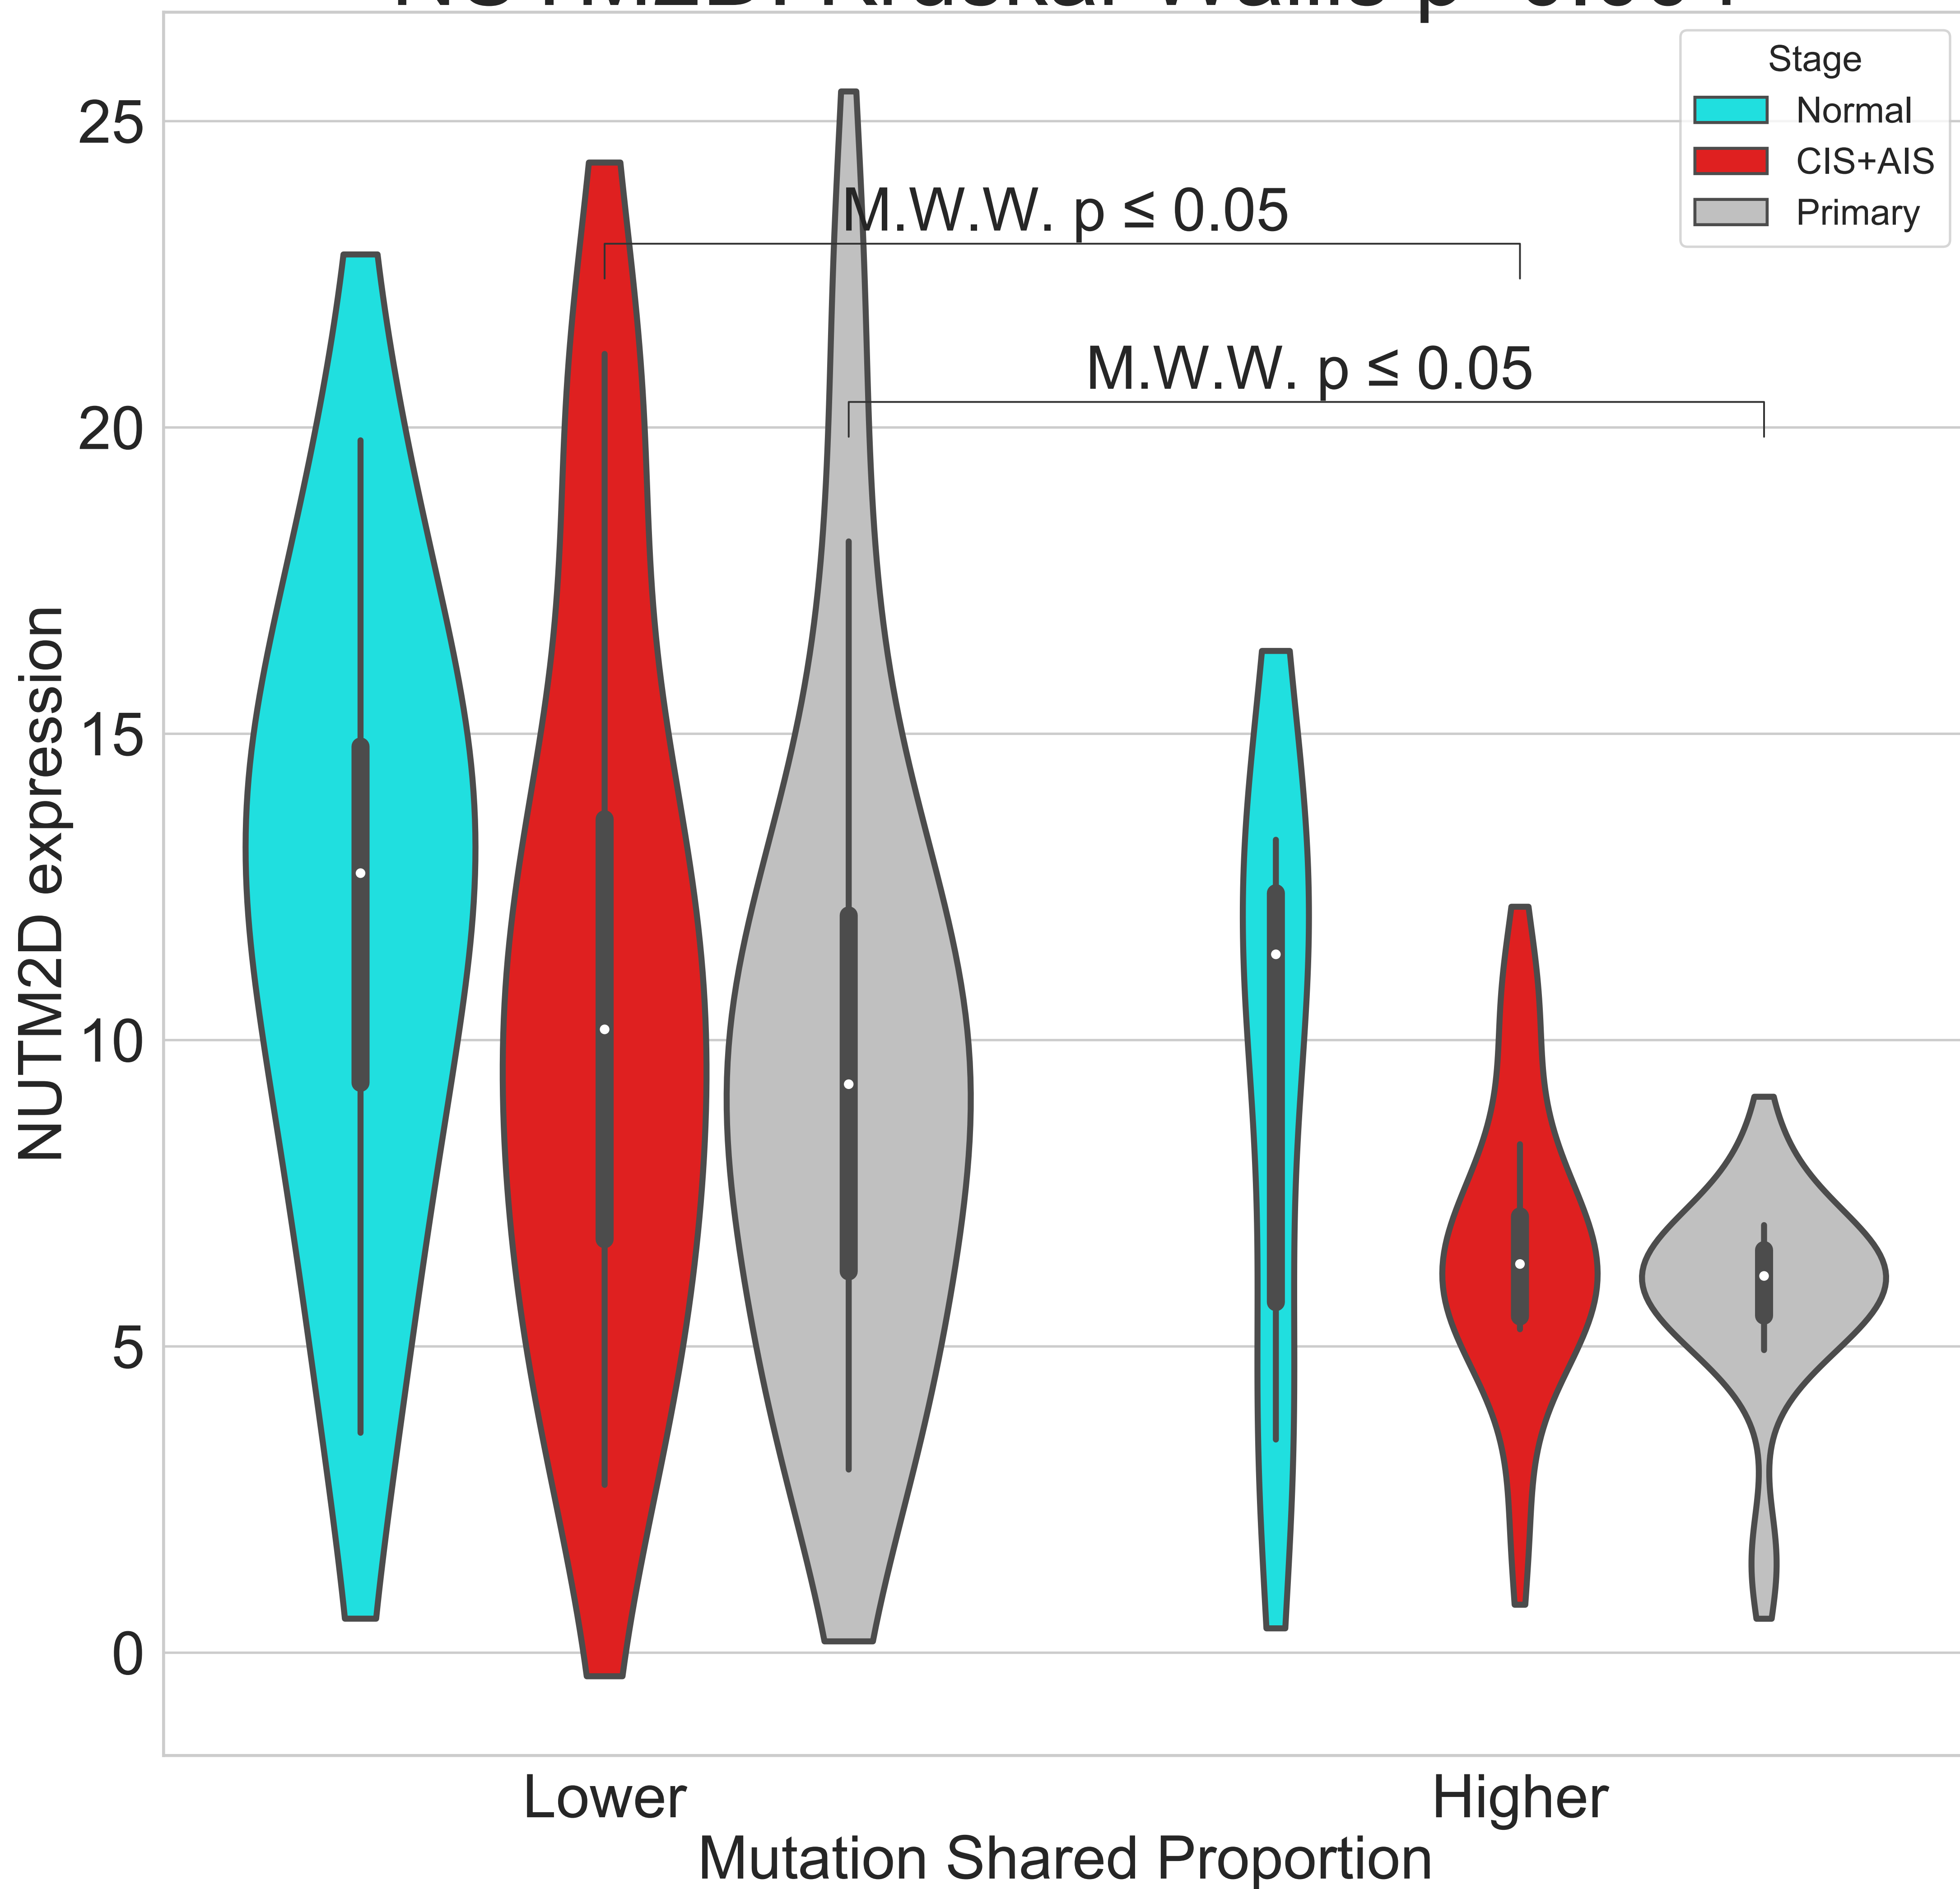 Stage
Normal
CIS+AIS
Primary
M.W.W. p ≤ 0.05
M.W.W. p ≤ 0.05
25
20
15
10
5
0
NUTM2D expression
Lower
Higher
Mutation Shared Proportion